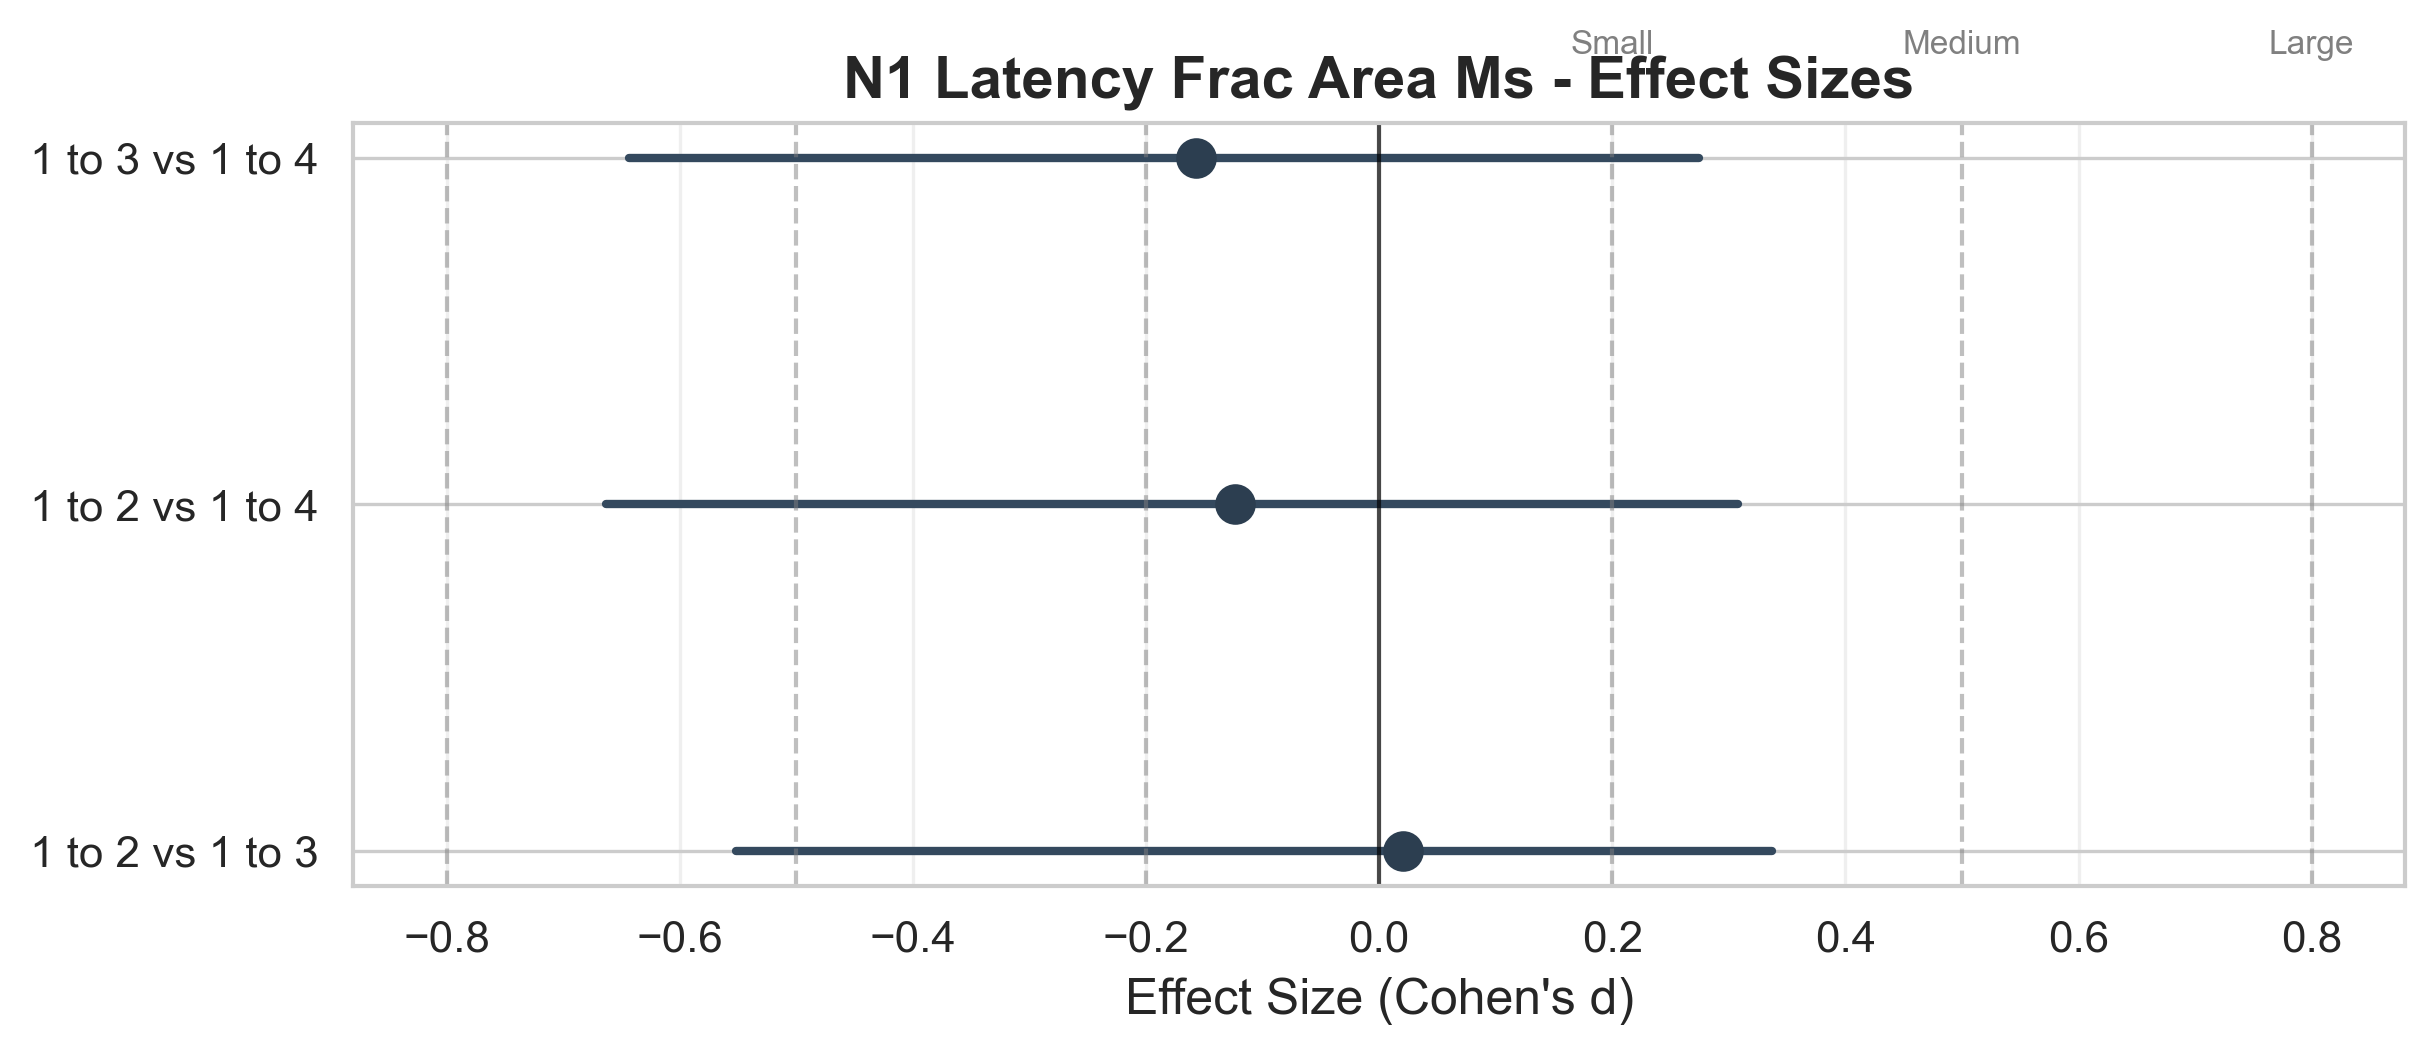 Small Medium Large
N1 Latency Frac Area Ms - Effect Sizes
1 to 3 vs 1 to 4
1 to 2 vs 1 to 4
1 to 2 vs 1 to 3
−0.8 −0.6 −0.4 −0.2 0.0 0.2 0.4 0.6 0.8
Effect Size (Cohen's d)